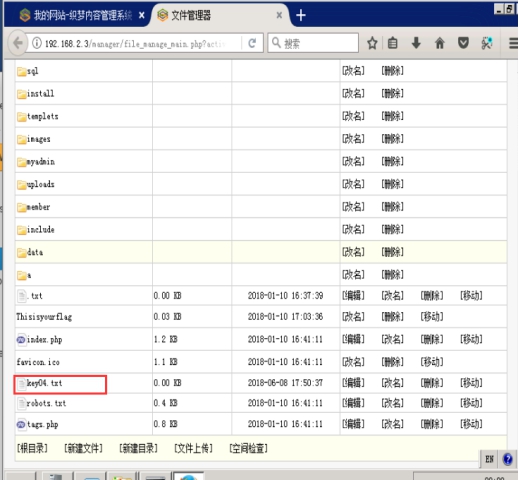 我的网站-织梦内容管理系统 × 文件管理器 × +
192.168.2.3/manager/file_manage_main.php?act= 搜索
sql [改名] [删除]
install [改名] [删除]
templets [改名] [删除]
images [改名] [删除]
myadmin [改名] [删除]
uploads [改名] [删除]
member [改名] [删除]
include [改名] [删除]
data [改名] [删除]
a [改名] [删除]
.txt 0.00 KB 2018-01-10 16:37:39 [编辑] [改名] [删除] [移动]
Thisisyourflag 0.03 KB 2018-01-10 17:03:36 [改名] [删除] [移动]
index.php 1.2 KB 2018-01-10 16:41:11 [编辑] [改名] [删除] [移动]
favicon.ico 1.1 KB 2018-01-10 16:41:11 [改名] [删除] [移动]
key04.txt 0.00 KB 2018-06-08 17:50:37 [编辑] [改名] [删除] [移动]
robots.txt 0.4 KB 2018-01-10 16:41:11 [编辑] [改名] [删除] [移动]
tags.php 0.8 KB 2018-01-10 16:41:11 [编辑] [改名] [删除] [移动]
[根目录] [新建文件] [新建目录] [文件上传] [空间检查]
EN